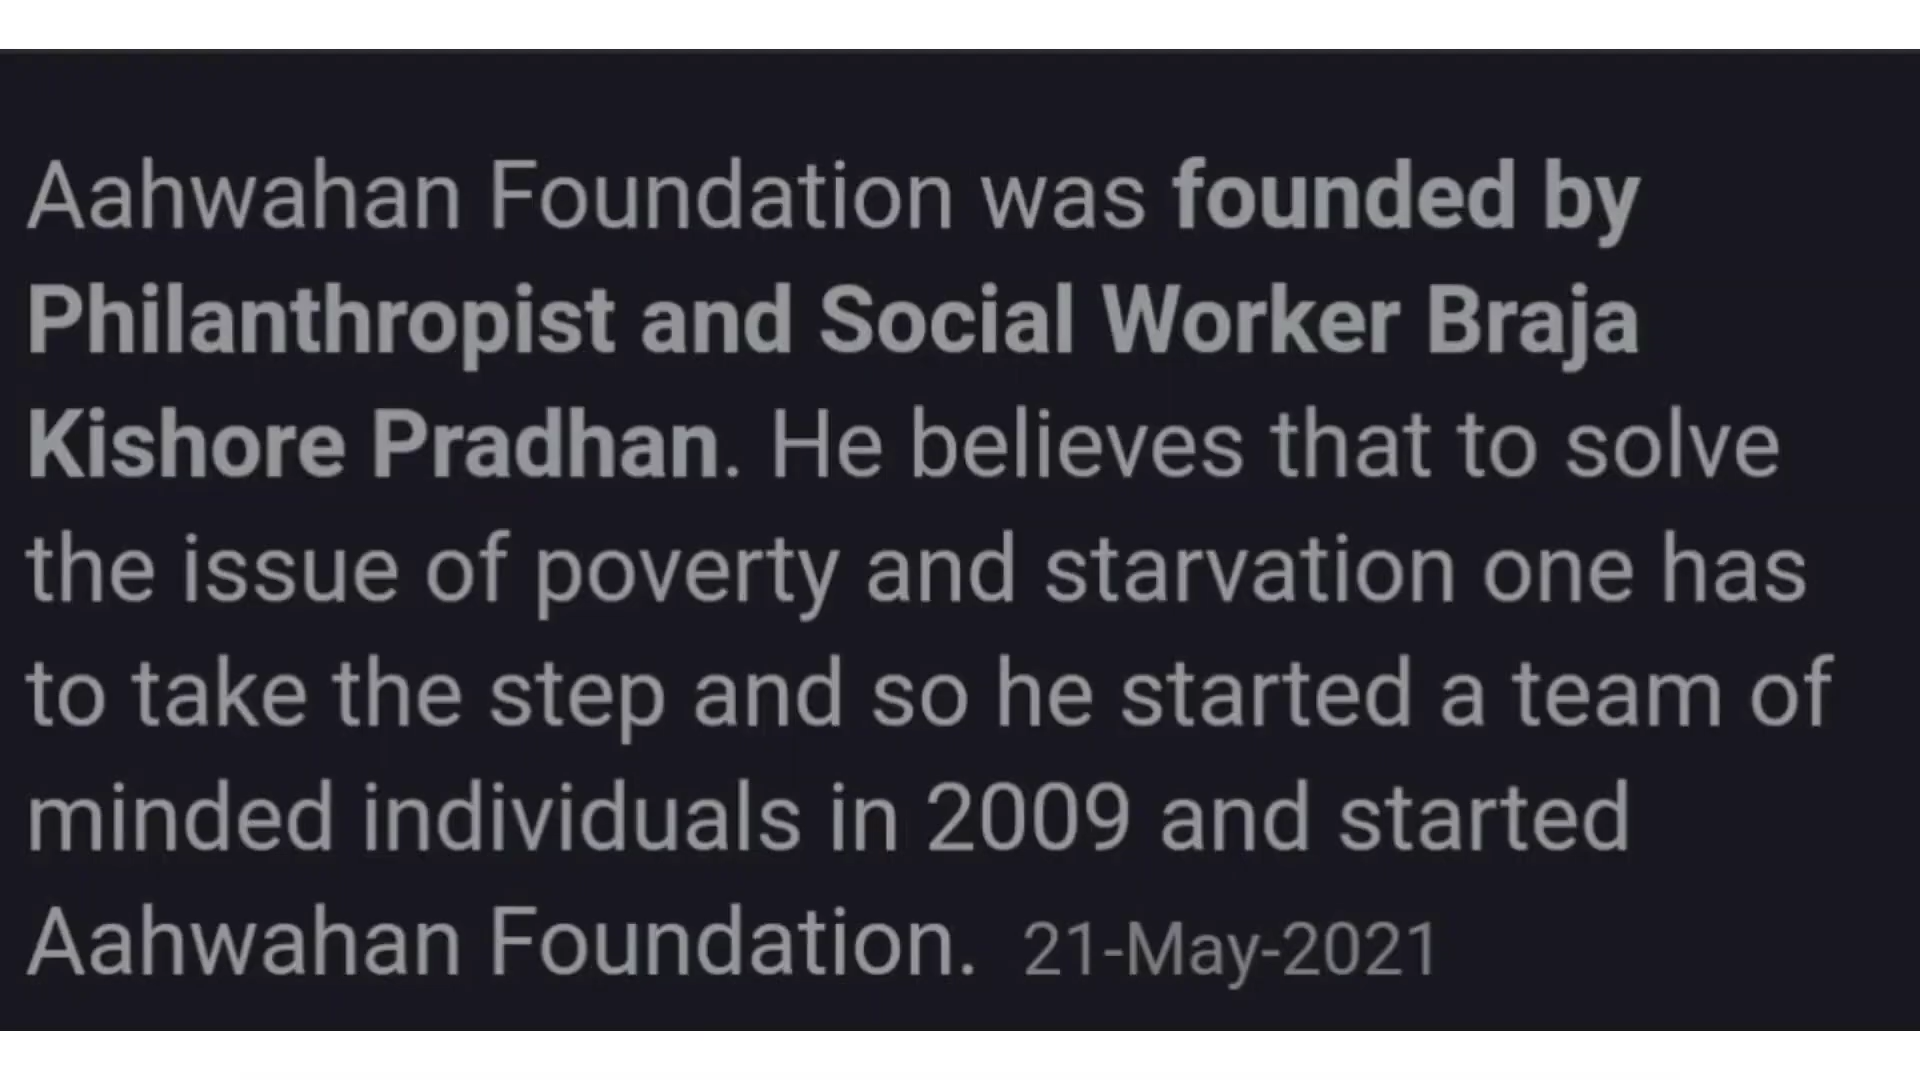 Aahwahan Foundation was founded by
Philanthropist and Social Worker Braja
Kishore Pradhan. He believes that to solve
the issue of poverty and starvation one has
to take the step and so he started a team of
minded individuals in 2009 and started
Aahwahan Foundation. 21-May-2021